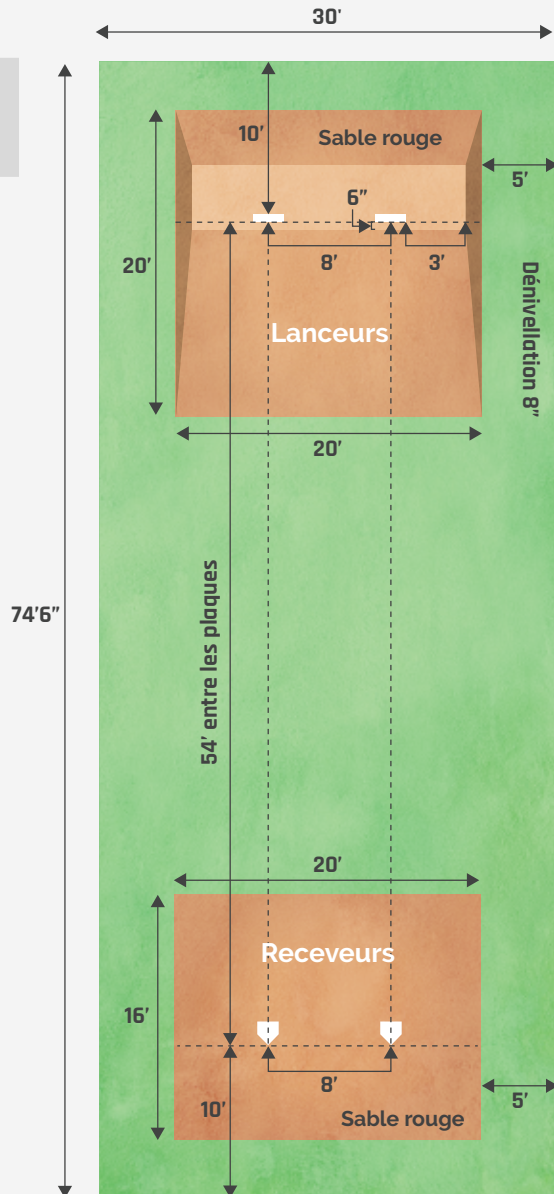 30'
10'
Sable rouge
5'
6”
20'
8'
3'
Dénivellation 8”
Lanceurs
20'
74'6”
54' entre les plaques
20'
Receveurs
16'
8'
10'
5'
Sable rouge